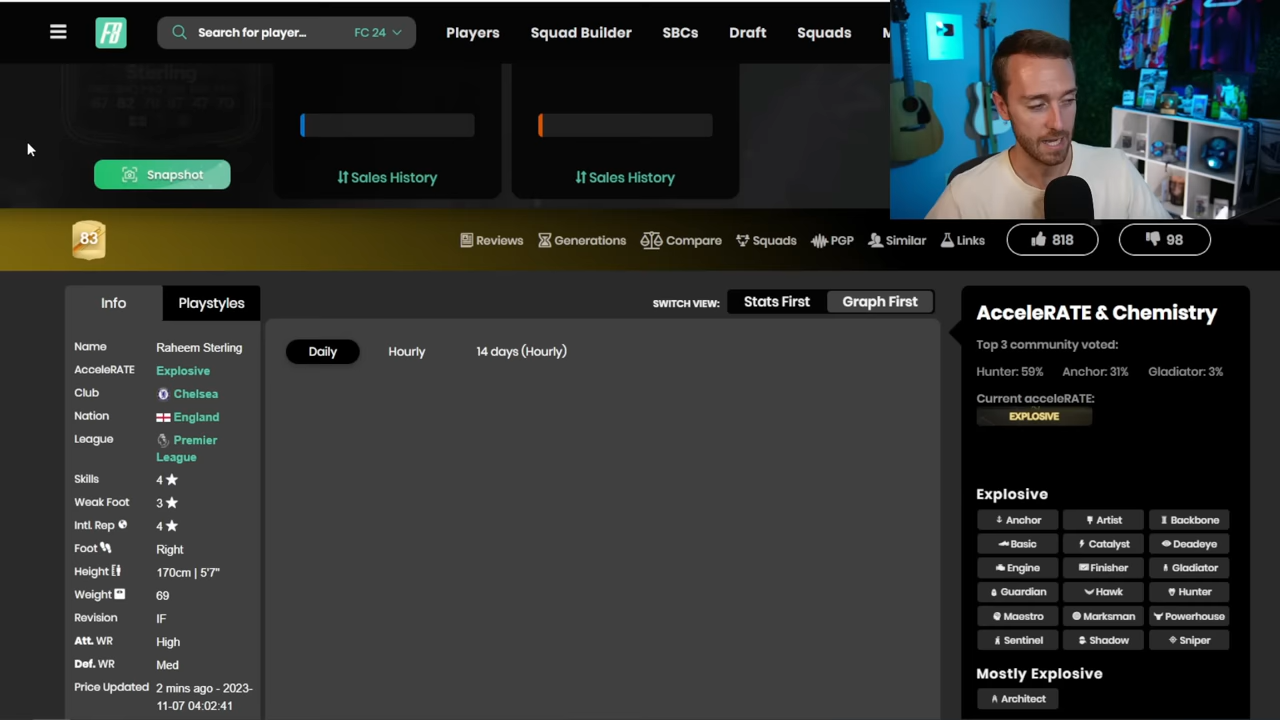 FB
Search for player...
FC 24
Players
Squad Builder
SBCs
Draft
Squads
M
Sterling
Snapshot
Sales History
Sales History
83
Reviews
Generations
Compare
Squads
PGP
Similar
Links
818
98
Info
Playstyles
SWITCH VIEW:
Stats First
Graph First
Name Raheem Sterling
AcceleRATE Explosive
Club Chelsea
Nation England
League Premier
League
Skills 4
Weak Foot 3
Intl. Rep 4
Foot Right
Height 170cm | 5'7"
Weight 69
Revision IF
Att. WR High
Def. WR Med
Price Updated 2 mins ago - 2023-
11-07 04:02:41
Daily
Hourly
14 days (Hourly)
AcceleRATE & Chemistry
Top 3 community voted:
Hunter: 59% Anchor: 31% Gladiator: 3%
Current acceleRATE:
EXPLOSIVE
Explosive
Anchor Artist Backbone
Basic Catalyst Deadeye
Engine Finisher Gladiator
Guardian Hawk Hunter
Maestro Marksman Powerhouse
Sentinel Shadow Sniper
Mostly Explosive
Architect